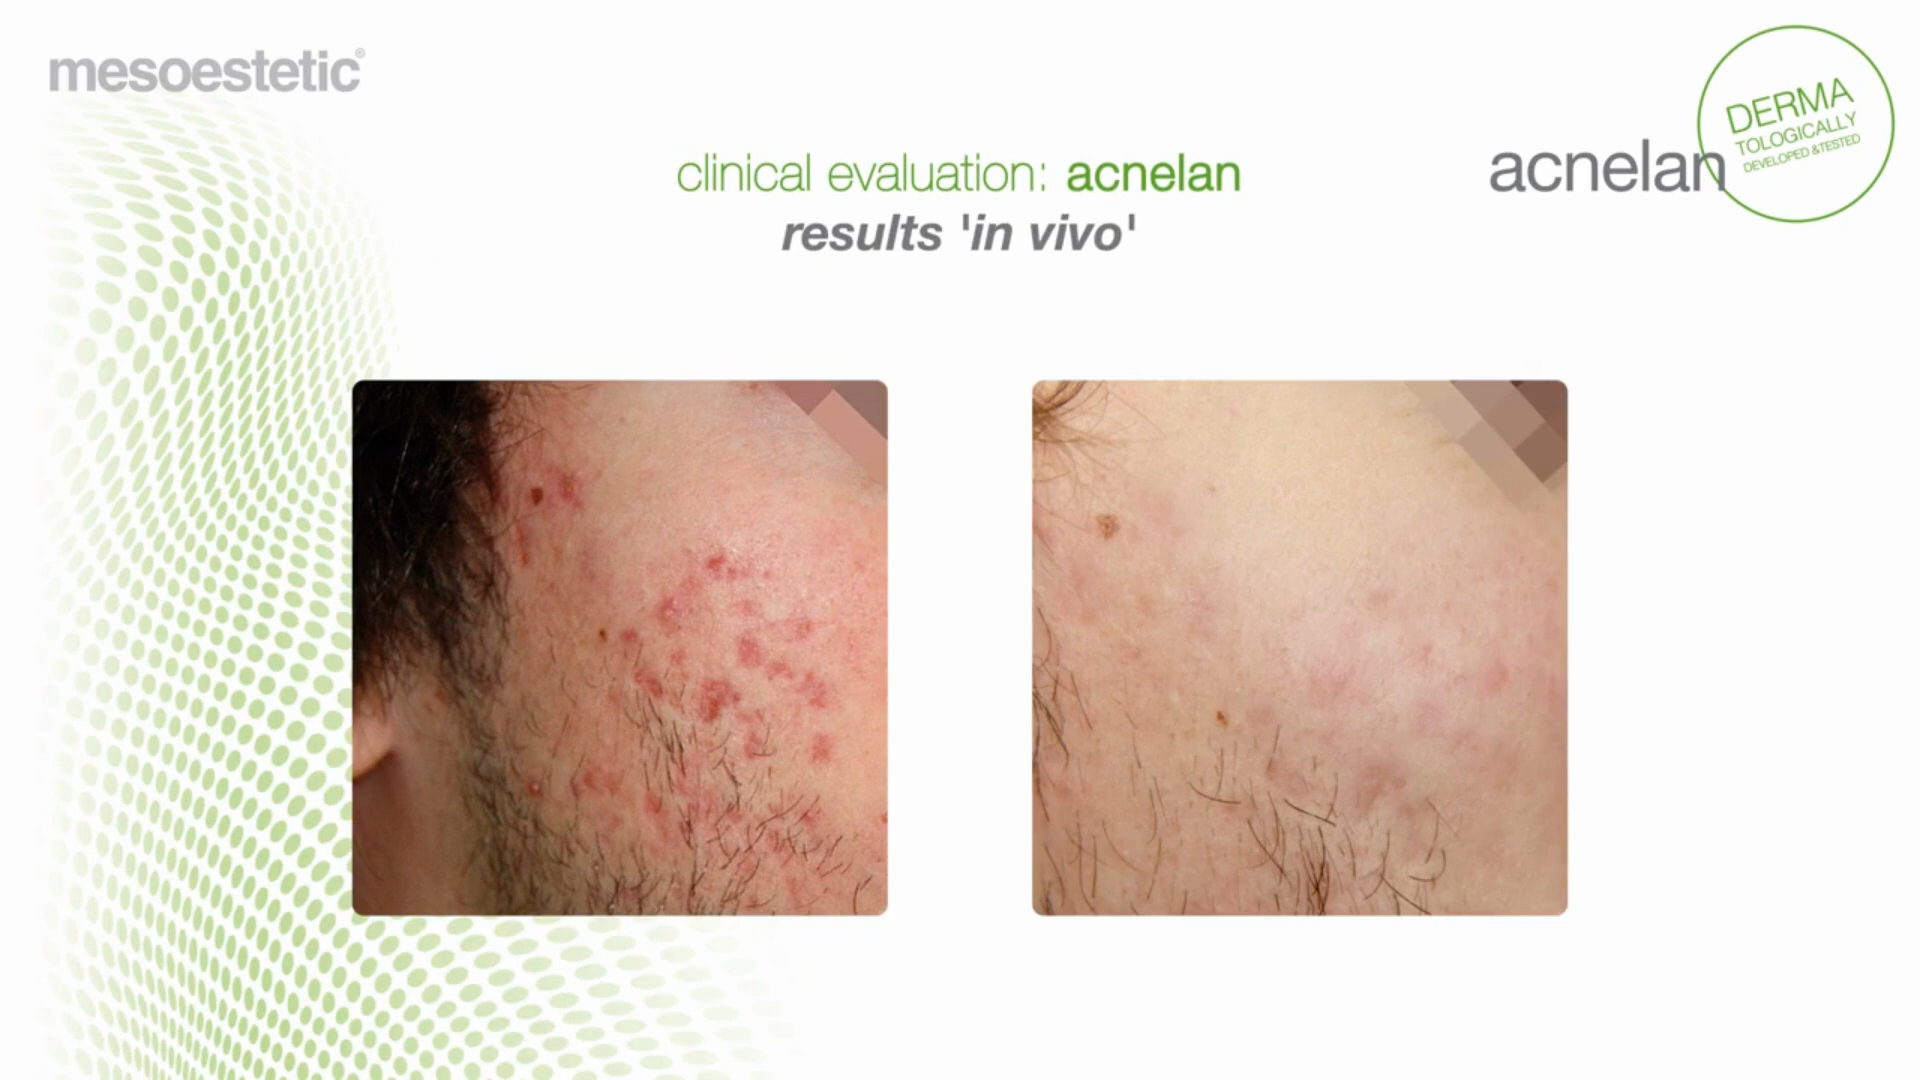 mesoestetic®
clinical evaluation: acnelan
results 'in vivo'
acnelan
DERMA
TOLOGICALLY
DEVELOPED &TESTED